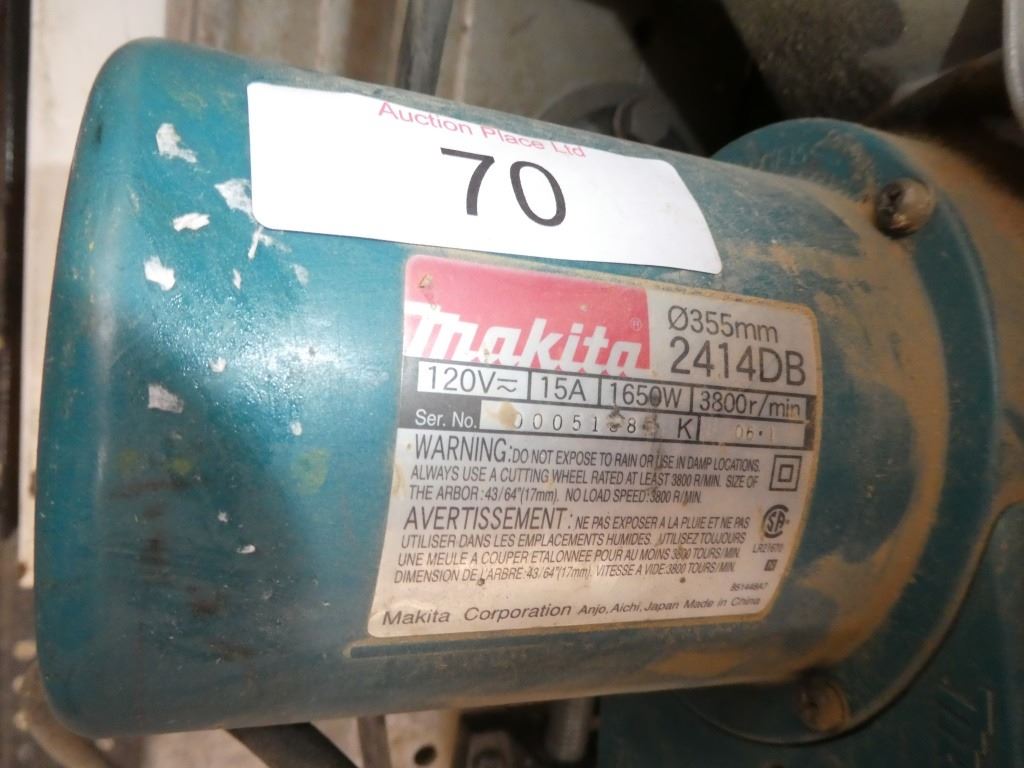 Auction Place Ltd
70
makita®
Ø355mm
2414DB
120V 15A 1650W 3800r/min
Ser. No. K 06·1
WARNING: DO NOT EXPOSE TO RAIN OR USE IN DAMP LOCATIONS.
ALWAYS USE A CUTTING WHEEL RATED AT LEAST 3800 R/MIN. SIZE OF
THE ARBOR : 43/64"(17mm). NO LOAD SPEED: 3800 R/MIN.
AVERTISSEMENT : NE PAS EXPOSER A LA PLUIE ET NE PAS
UTILISER DANS LES EMPLACEMENTS HUMIDES. UTILISEZ TOUJOURS
UNE MEULE A COUPER ETALONNEE POUR AU MOINS 3800 TOURS/MIN.
DIMENSION DE L'ARBRE: 43/64"(17mm). VITESSE A VIDE:3800 TOURS/MIN.
LR21670
N
851448A7
Makita Corporation Anjo, Aichi, Japan Made in China